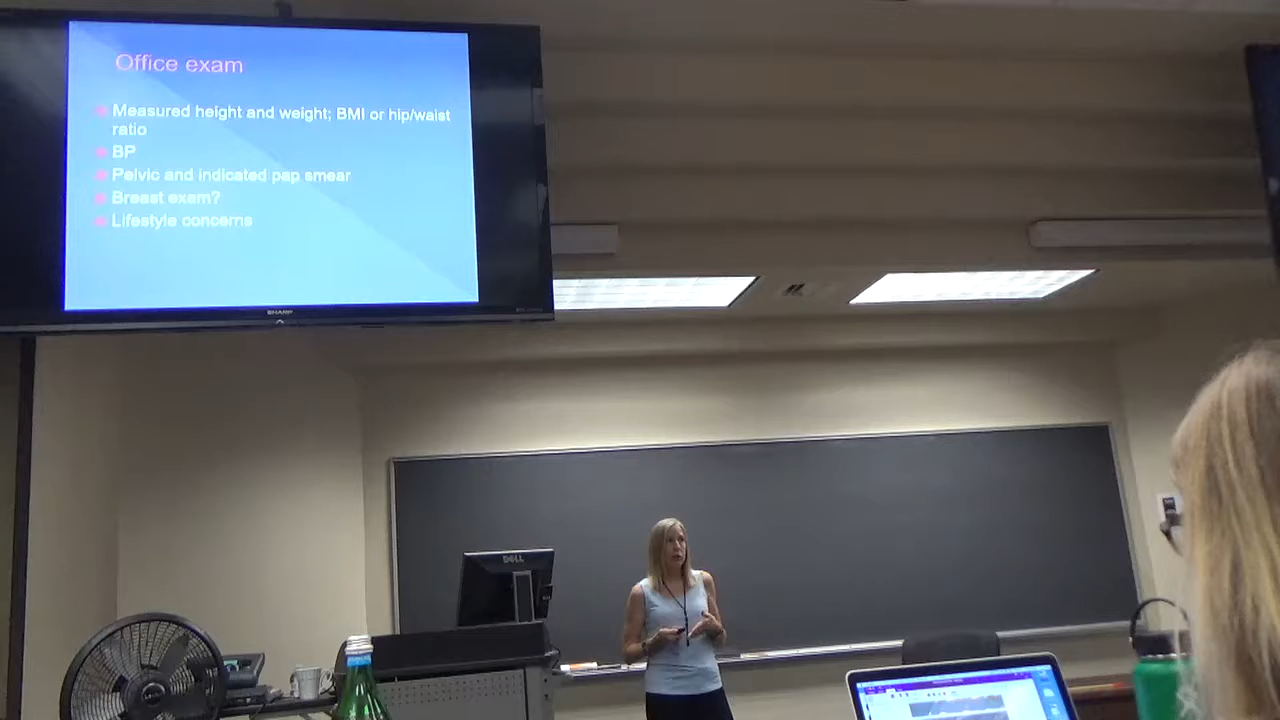 Office exam
Measured height and weight; BMI or hip/waist
ratio
BP
Pelvic and indicated pap smear
Breast exam?
Lifestyle concerns
SHARP
DELL